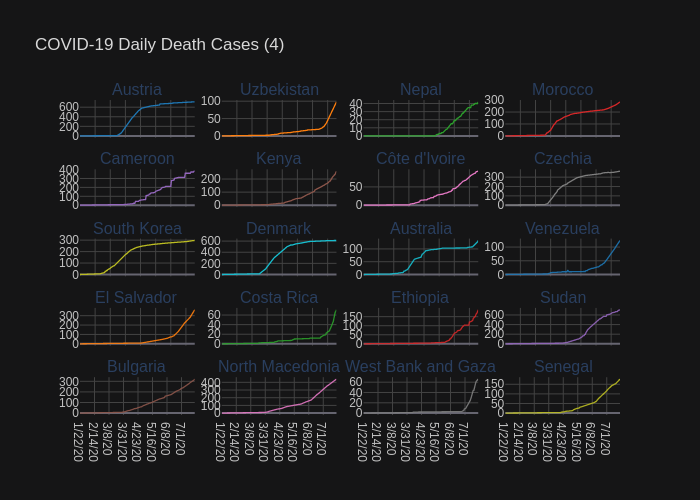 COVID-19 Daily Death Cases (4)
Austria Uzbekistan Nepal Morocco
600 400 200 0 100 50 0 40 30 20 10 0 300 200 100 0
Cameroon Kenya Côte d'Ivoire Czechia
400 300 200 100 0 200 100 0 50 0 300 200 100 0
South Korea Denmark Australia Venezuela
300 200 100 0 600 400 200 0 100 50 0 100 50 0
El Salvador Costa Rica Ethiopia Sudan
300 200 100 0 60 40 20 0 150 100 50 0 600 400 200 0
Bulgaria North Macedonia West Bank and Gaza Senegal
300 200 100 0 400 300 200 100 0 60 40 20 0 150 100 50 0
1/22/20 2/14/20 3/8/20 3/31/20 4/23/20 5/16/20 6/8/20 7/1/20 1/22/20 2/14/20 3/8/20 3/31/20 4/23/20 5/16/20 6/8/20 7/1/20 1/22/20 2/14/20 3/8/20 3/31/20 4/23/20 5/16/20 6/8/20 7/1/20 1/22/20 2/14/20 3/8/20 3/31/20 4/23/20 5/16/20 6/8/20 7/1/20